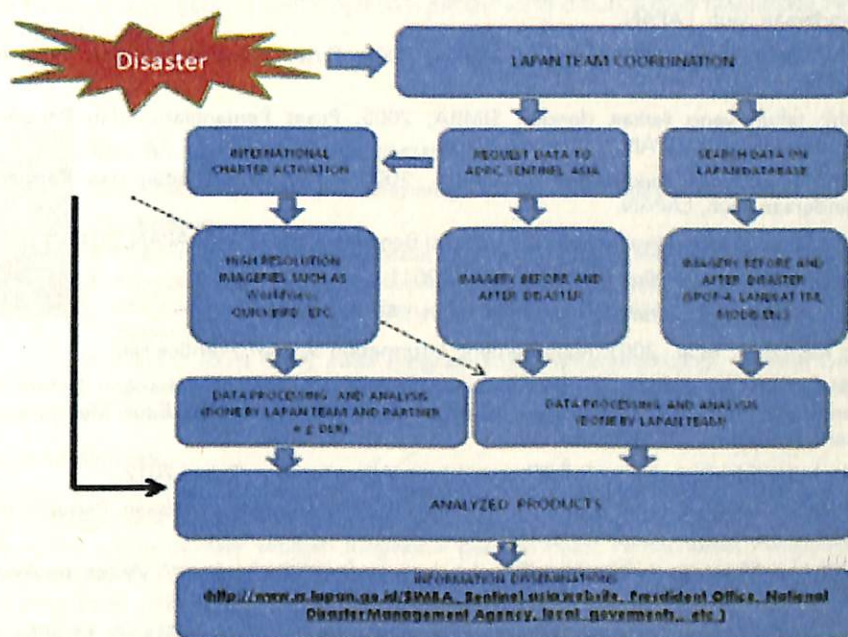 Disaster
LAPAN TEAM COORDINATION
INTERNATIONAL
CHARTER ACTIVATION
REQUEST DATA TO
ADRC, SENTINEL ASIA
SEARCH DATA ON
LAPAN DATABASE
HIGH RESOLUTION
IMAGERIES SUCH AS
QUICKBIRD, ETC.
IMAGERY BEFORE AND
AFTER DISASTER
IMAGERY BEFORE AND
AFTER DISASTER
(SPOT-4, LANDSAT TM,
DATA PROCESSING AND ANALYSIS
(DONE BY LAPAN TEAM AND PARTNER
e.g DLR)
DATA PROCESSING AND ANALYSIS
(DONE BY LAPAN TEAM)
ANALYZED PRODUCTS
INFORMATION DISSEMINATIONS
(http://www.rs.lapan.go.id/SIMBA, Sentinel asia website, President Office, National
Disaster Management Agency, local goverments, etc.)